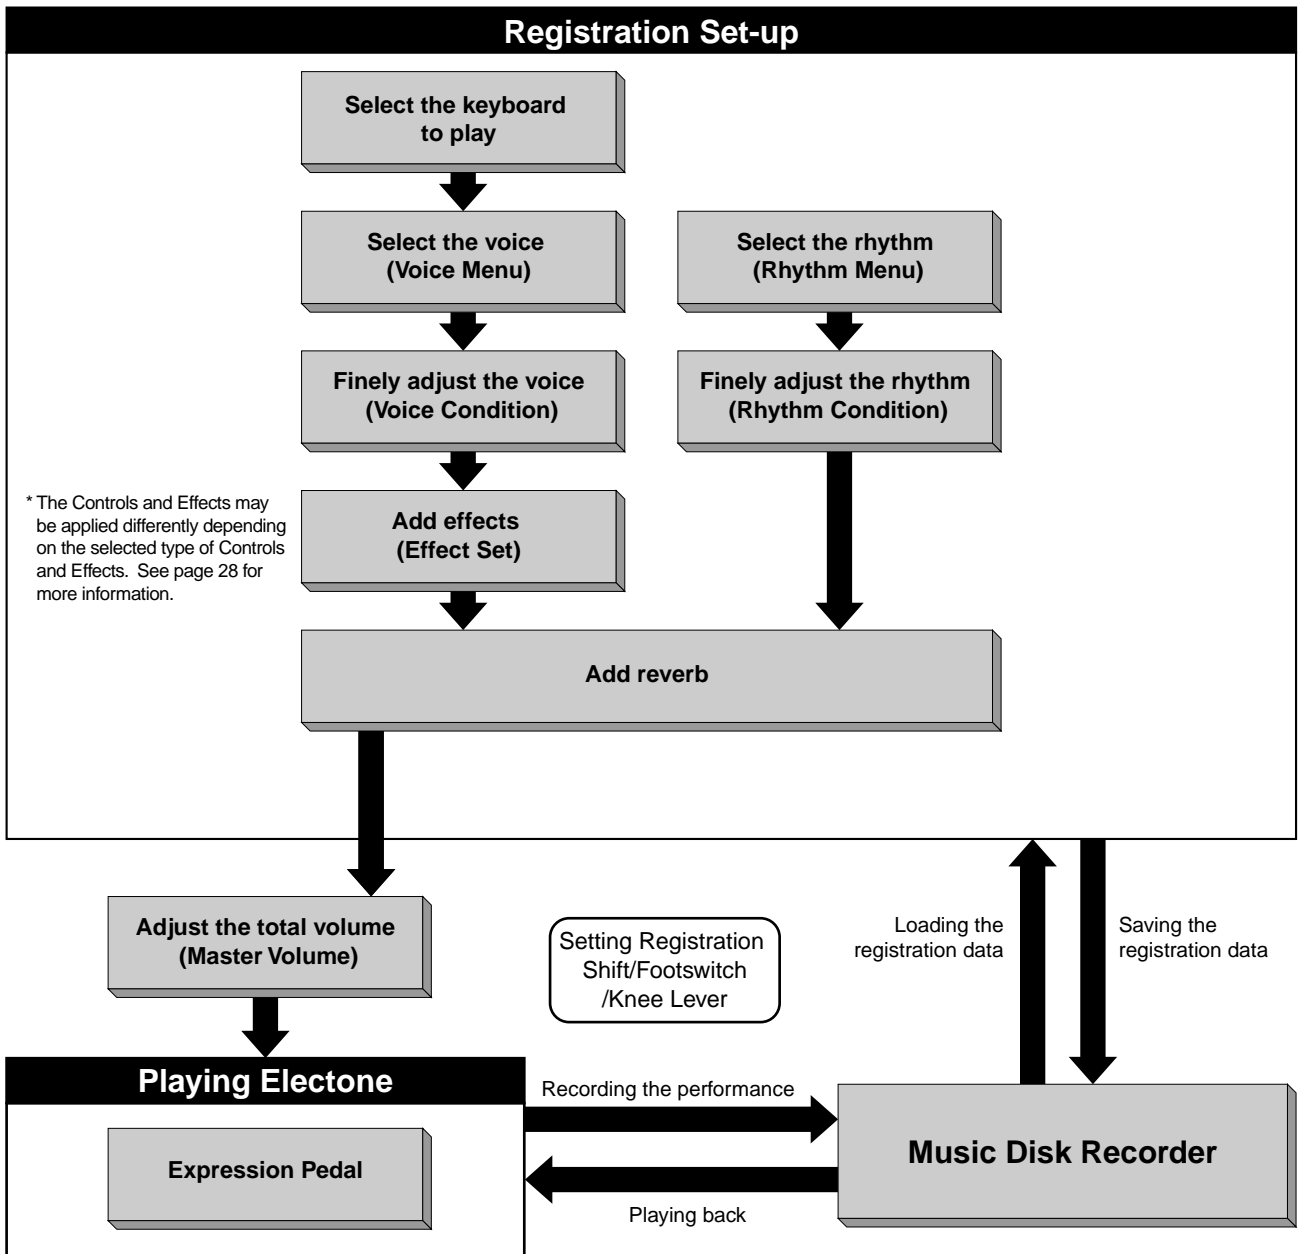 Registration Set-up
Select the keyboard
to play
Select the voice
(Voice Menu)
Select the rhythm
(Rhythm Menu)
Finely adjust the voice
(Voice Condition)
Finely adjust the rhythm
(Rhythm Condition)
* The Controls and Effects may
be applied differently depending
on the selected type of Controls
and Effects. See page 28 for
more information.
Add effects
(Effect Set)
Add reverb
Adjust the total volume
(Master Volume)
Setting Registration
Shift/Footswitch
/Knee Lever
Loading the
registration data
Saving the
registration data
Playing Electone
Expression Pedal
Recording the performance
Playing back
Music Disk Recorder